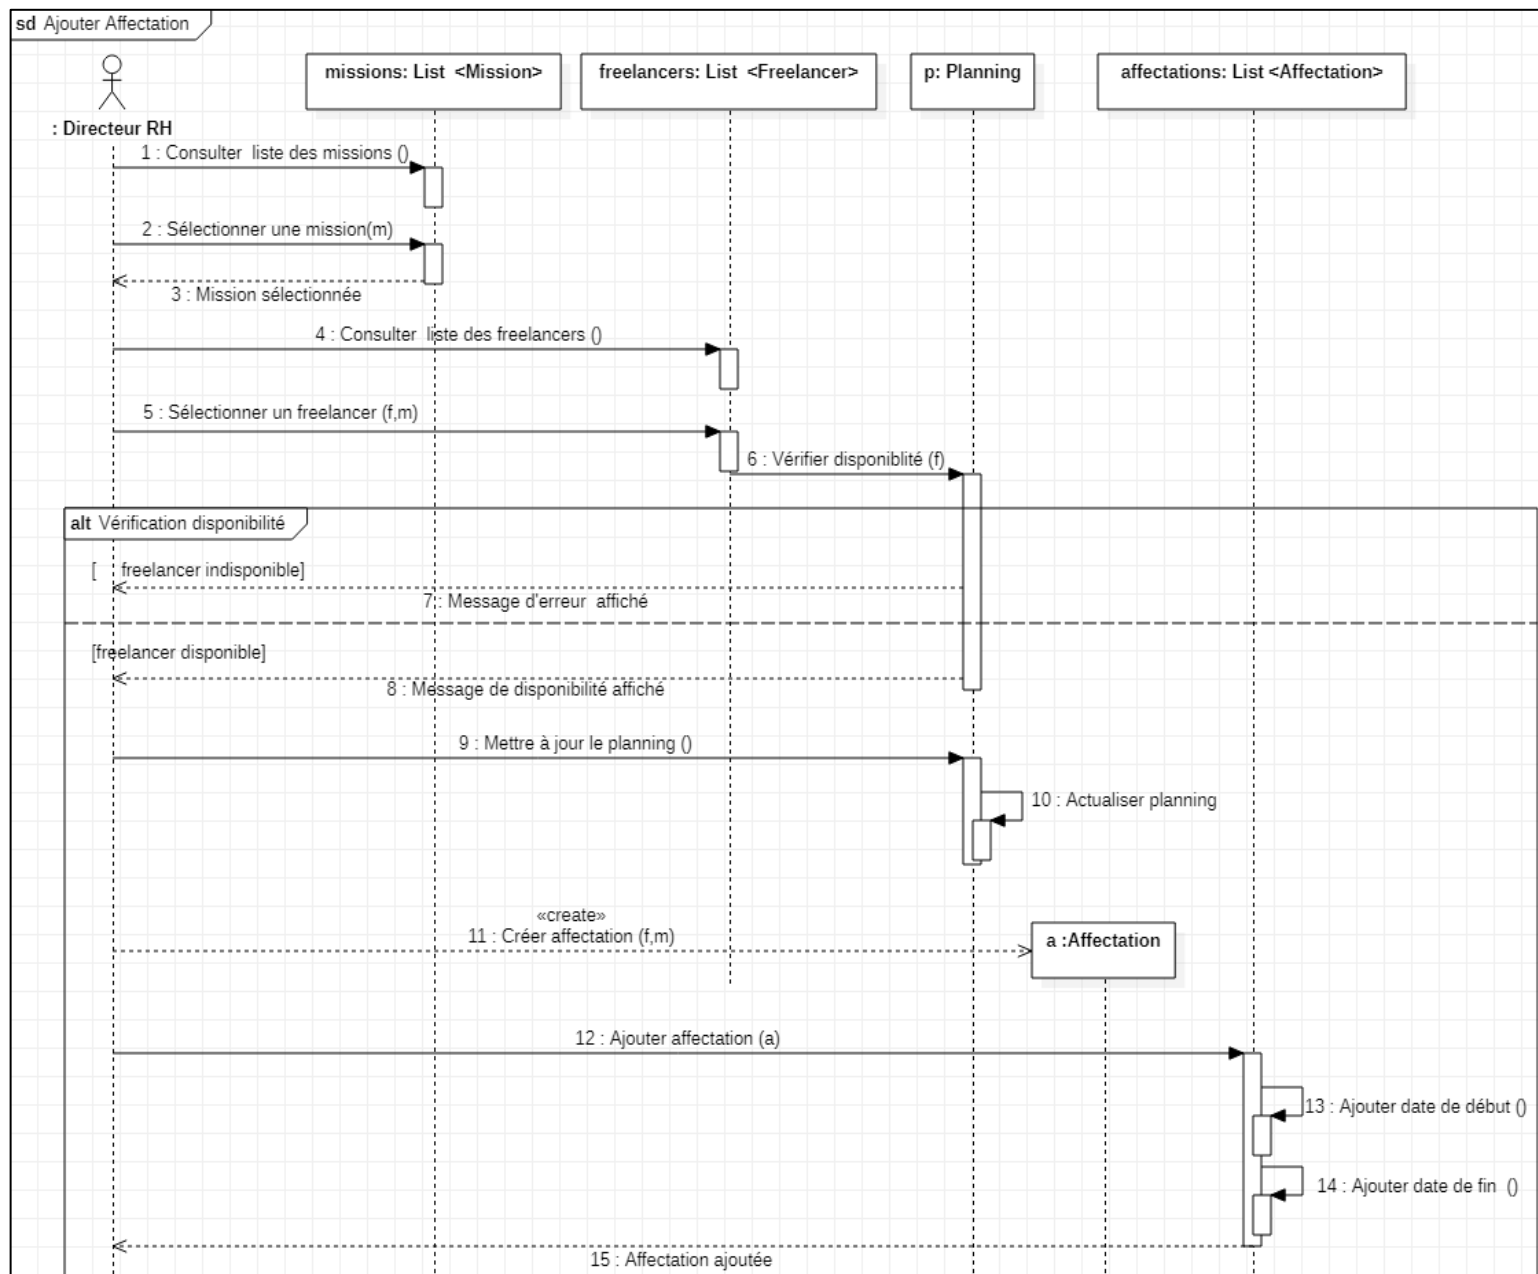 sd Ajouter Affectation
missions: List <Mission>
freelancers: List <Freelancer>
p: Planning
affectations: List <Affectation>
: Directeur RH
1 : Consulter liste des missions ()
2 : Sélectionner une mission(m)
3 : Mission sélectionnée
4 : Consulter liste des freelancers ()
5 : Sélectionner un freelancer (f,m)
6 : Vérifier disponiblité (f)
alt Vérification disponibilité
[ freelancer indisponible]
7 : Message d'erreur affiché
[freelancer disponible]
8 : Message de disponibilité affiché
9 : Mettre à jour le planning ()
10 : Actualiser planning
«create»
11 : Créer affectation (f,m)
a :Affectation
12 : Ajouter affectation (a)
13 : Ajouter date de début ()
14 : Ajouter date de fin ()
15 : Affectation ajoutée